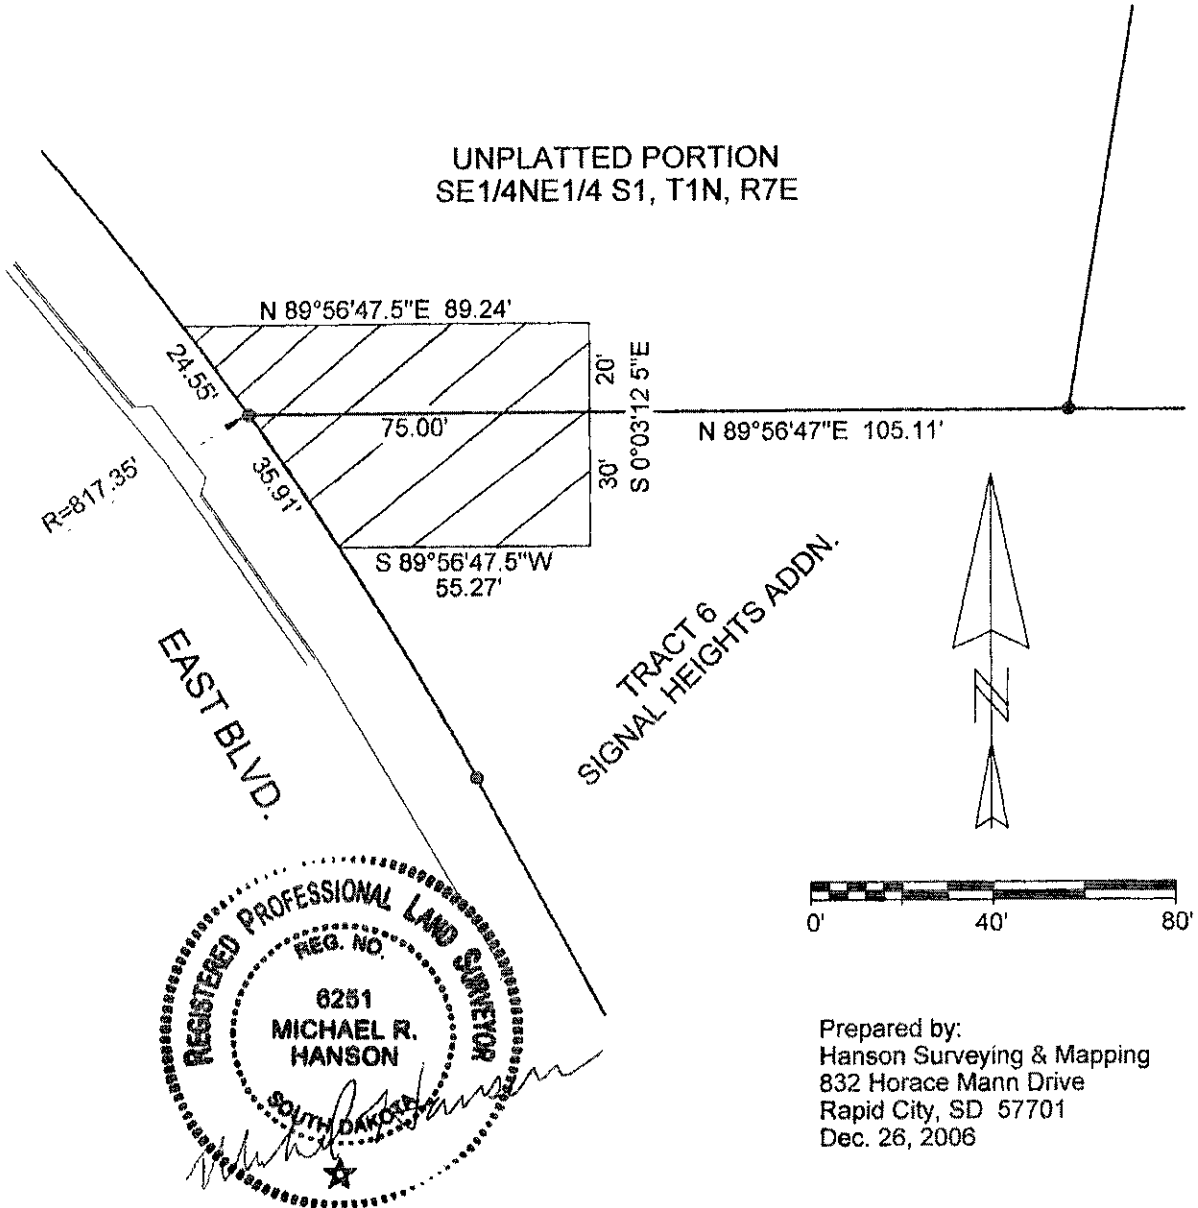 UNPLATTED PORTION
SE1/4NE1/4 S1, T1N, R7E
N 89°56'47.5"E 89.24'
24.55'
20'
S 0°03'12 5"E
75.00'
N 89°56'47"E 105.11'
R=817.35'
35.91'
30'
S 89°56'47.5"W
55.27'
TRACT 6
SIGNAL HEIGHTS ADDN.
EAST BLVD.
N
0' 40' 80'
REGISTERED PROFESSIONAL LAND SURVEYOR
REG. NO.
6251
MICHAEL R.
HANSON
SOUTH DAKOTA
Prepared by:
Hanson Surveying & Mapping
832 Horace Mann Drive
Rapid City, SD 57701
Dec. 26, 2006